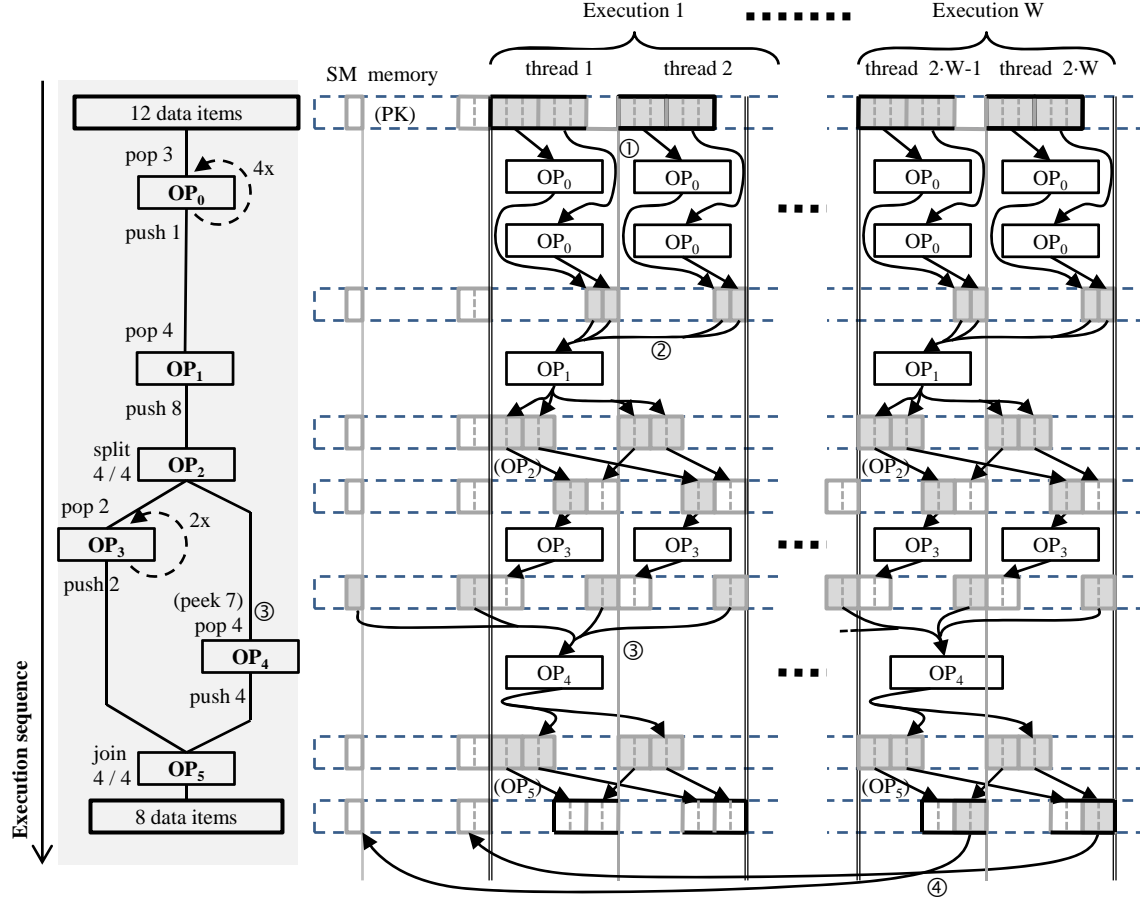 Execution 1
Execution W
SM memory
thread 1
thread 2
thread 2·W-1
thread 2·W
12 data items
(PK)
pop 3
①
4x
OP0
OP0
OP0
OP0
OP0
push 1
OP0
OP0
OP0
OP0
pop 4
②
OP1
OP1
OP1
push 8
split
4 / 4
OP2
(OP2)
(OP2)
pop 2
2x
OP3
OP3
OP3
OP3
OP3
push 2
(peek 7)
③
pop 4
③
OP4
OP4
OP4
push 4
join
4 / 4
OP5
(OP5)
(OP5)
8 data items
④
Execution sequence